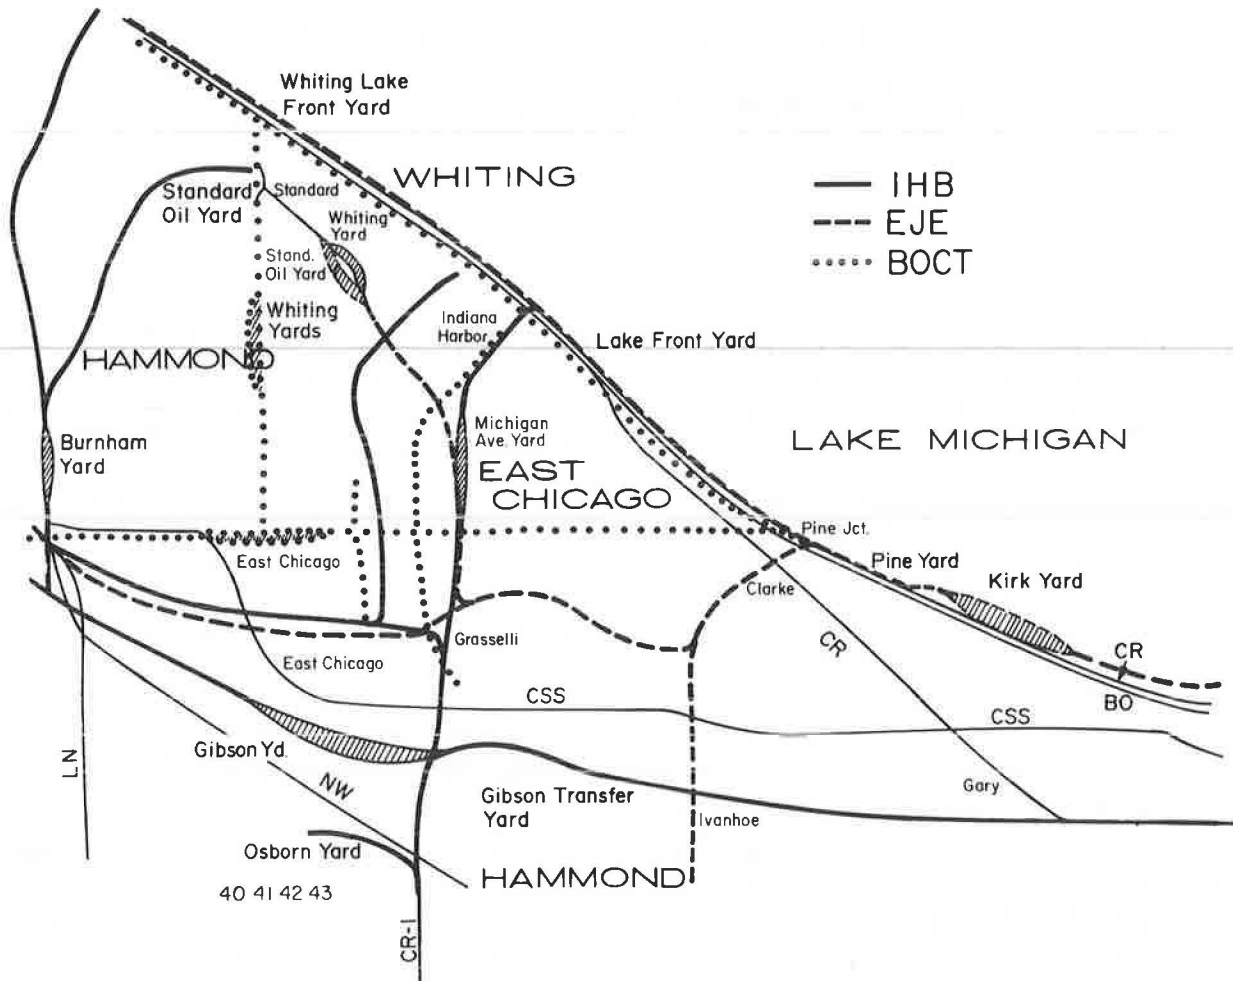 Whiting Lake
Front Yard
WHITING
IHB
EJE
BOCT
Standard
Oil Yard
Standard
Whiting
Yard
Stand.
Oil Yard
Whiting
Yards
Indiana
Harbor
Lake Front Yard
HAMMOND
Burnham
Yard
Michigan
Ave. Yard
LAKE MICHIGAN
EAST
CHICAGO
East Chicago
Pine Jct.
Pine Yard
Kirk Yard
Clarke
Grasselli
CR
CR
East Chicago
CSS
BO
CSS
LN
Gibson Yd.
NW
Gibson Transfer
Yard
Gary
Ivanhoe
Osborn Yard
HAMMOND
40 41 42 43
CR-1